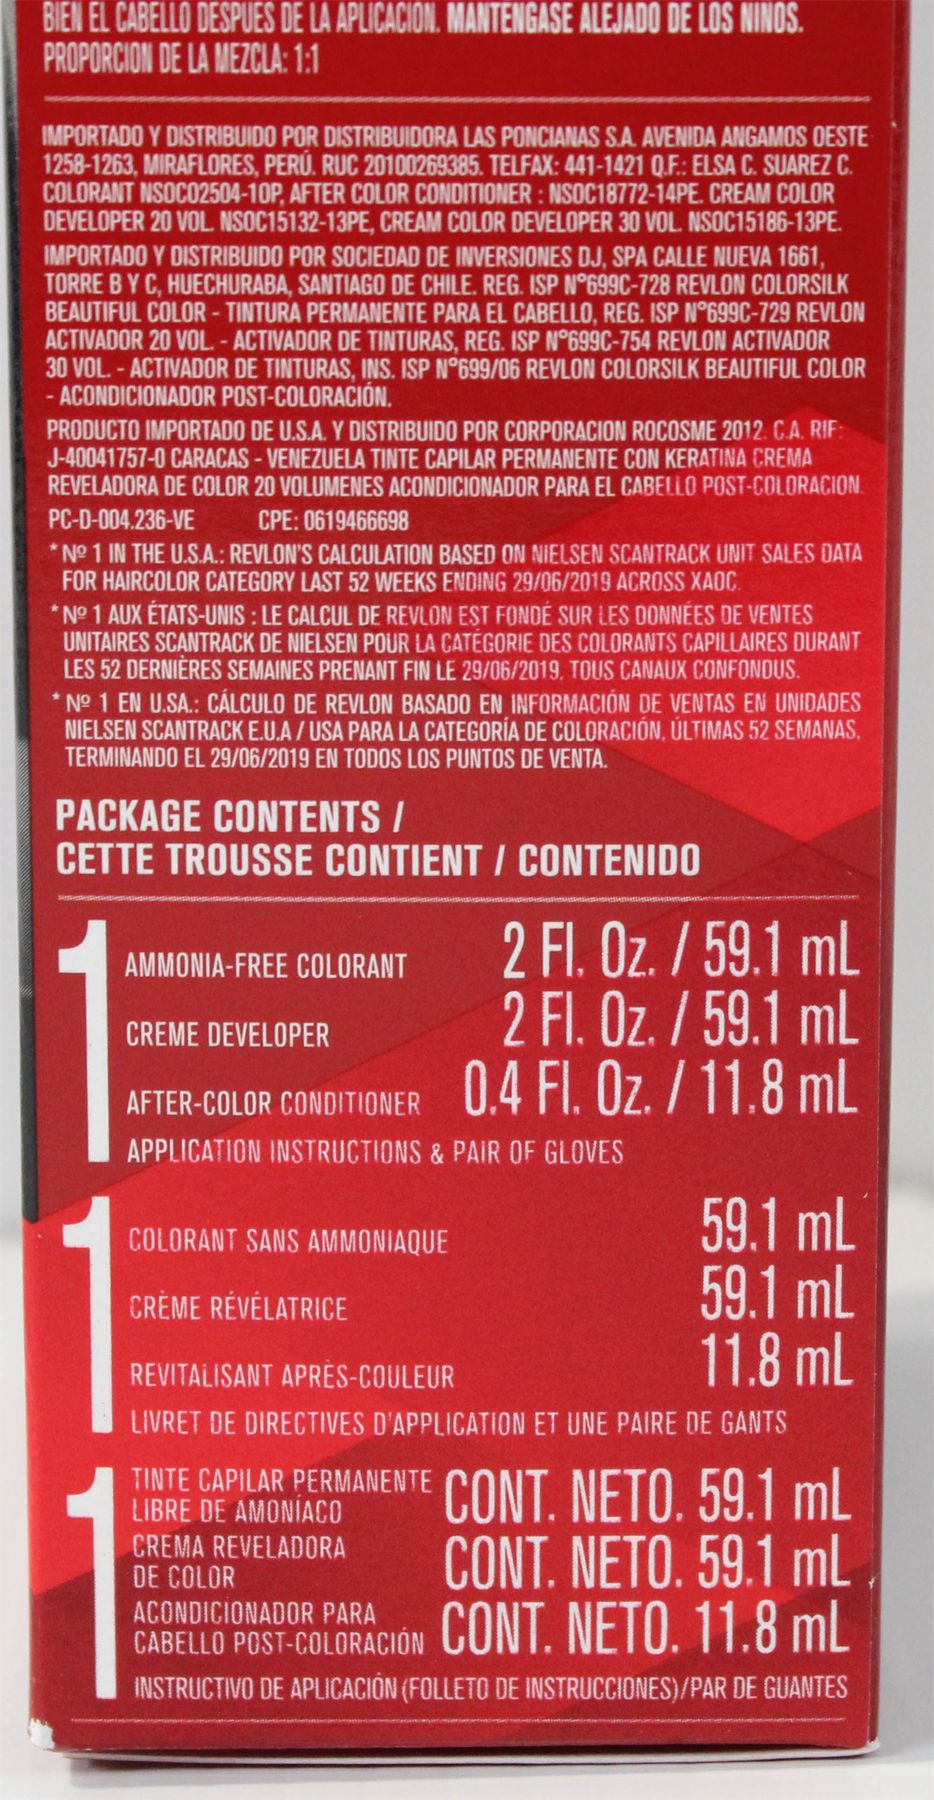 BIEN EL CABELLO DESPUÉS DE LA APLICACIÓN. MANTÉNGASE ALEJADO DE LOS NIÑOS.
PROPORCIÓN DE LA MEZCLA: 1:1
IMPORTADO Y DISTRIBUIDO POR DISTRIBUIDORA LAS PONCIANAS S.A. AVENIDA ANGAMOS OESTE
1258-1263, MIRAFLORES, PERÚ. RUC 20100269385. TELFAX: 441-1421 Q.F.: ELSA C. SUAREZ C.
COLORANT NSOC02504-10P, AFTER COLOR CONDITIONER : NSOC18772-14PE. CREAM COLOR
DEVELOPER 20 VOL. NSOC15132-13PE, CREAM COLOR DEVELOPER 30 VOL. NSOC15186-13PE.
IMPORTADO Y DISTRIBUIDO POR SOCIEDAD DE INVERSIONES DJ, SPA CALLE NUEVA 1661,
TORRE B Y C, HUECHURABA, SANTIAGO DE CHILE. REG. ISP Nº699C-728 REVLON COLORSILK
BEAUTIFUL COLOR - TINTURA PERMANENTE PARA EL CABELLO, REG. ISP Nº699C-729 REVLON
ACTIVADOR 20 VOL. - ACTIVADOR DE TINTURAS, REG. ISP Nº699C-754 REVLON ACTIVADOR
30 VOL. - ACTIVADOR DE TINTURAS, INS. ISP Nº699/06 REVLON COLORSILK BEAUTIFUL COLOR
- ACONDICIONADOR POST-COLORACIÓN.
PRODUCTO IMPORTADO DE U.S.A. Y DISTRIBUIDO POR CORPORACION ROCOSME 2012. C.A. RIF:
J-40041757-0 CARACAS - VENEZUELA TINTE CAPILAR PERMANENTE CON KERATINA CREMA
REVELADORA DE COLOR 20 VOLUMENES ACONDICIONADOR PARA EL CABELLO POST-COLORACION.
PC-D-004.236-VE CPE: 0619466698
* Nº 1 IN THE U.S.A.: REVLON'S CALCULATION BASED ON NIELSEN SCANTRACK UNIT SALES DATA
FOR HAIRCOLOR CATEGORY LAST 52 WEEKS ENDING 29/06/2019 ACROSS XAOC.
* Nº 1 AUX ÉTATS-UNIS : LE CALCUL DE REVLON EST FONDÉ SUR LES DONNÉES DE VENTES
UNITAIRES SCANTRACK DE NIELSEN POUR LA CATÉGORIE DES COLORANTS CAPILLAIRES DURANT
LES 52 DERNIÈRES SEMAINES PRENANT FIN LE 29/06/2019, TOUS CANAUX CONFONDUS.
* Nº 1 EN U.SA.: CÁLCULO DE REVLON BASADO EN INFORMACIÓN DE VENTAS EN UNIDADES
NIELSEN SCANTRACK E.U.A / USA PARA LA CATEGORÍA DE COLORACIÓN, ÚLTIMAS 52 SEMANAS,
TERMINANDO EL 29/06/2019 EN TODOS LOS PUNTOS DE VENTA.
PACKAGE CONTENTS /
CETTE TROUSSE CONTIENT / CONTENIDO
1 AMMONIA-FREE COLORANT 2 Fl. Oz. / 59.1 mL
CREME DEVELOPER 2 Fl. Oz. / 59.1 mL
AFTER-COLOR CONDITIONER 0.4 Fl. Oz. / 11.8 mL
APPLICATION INSTRUCTIONS & PAIR OF GLOVES
1 COLORANT SANS AMMONIAQUE 59.1 mL
CRÈME RÉVÉLATRICE 59.1 mL
REVITALISANT APRÈS-COULEUR 11.8 mL
LIVRET DE DIRECTIVES D'APPLICATION ET UNE PAIRE DE GANTS
1 TINTE CAPILAR PERMANENTE
LIBRE DE AMONÍACO CONT. NETO. 59.1 mL
CREMA REVELADORA
DE COLOR CONT. NETO. 59.1 mL
ACONDICIONADOR PARA
CABELLO POST-COLORACIÓN CONT. NETO. 11.8 mL
INSTRUCTIVO DE APLICACIÓN (FOLLETO DE INSTRUCCIONES)/PAR DE GUANTES